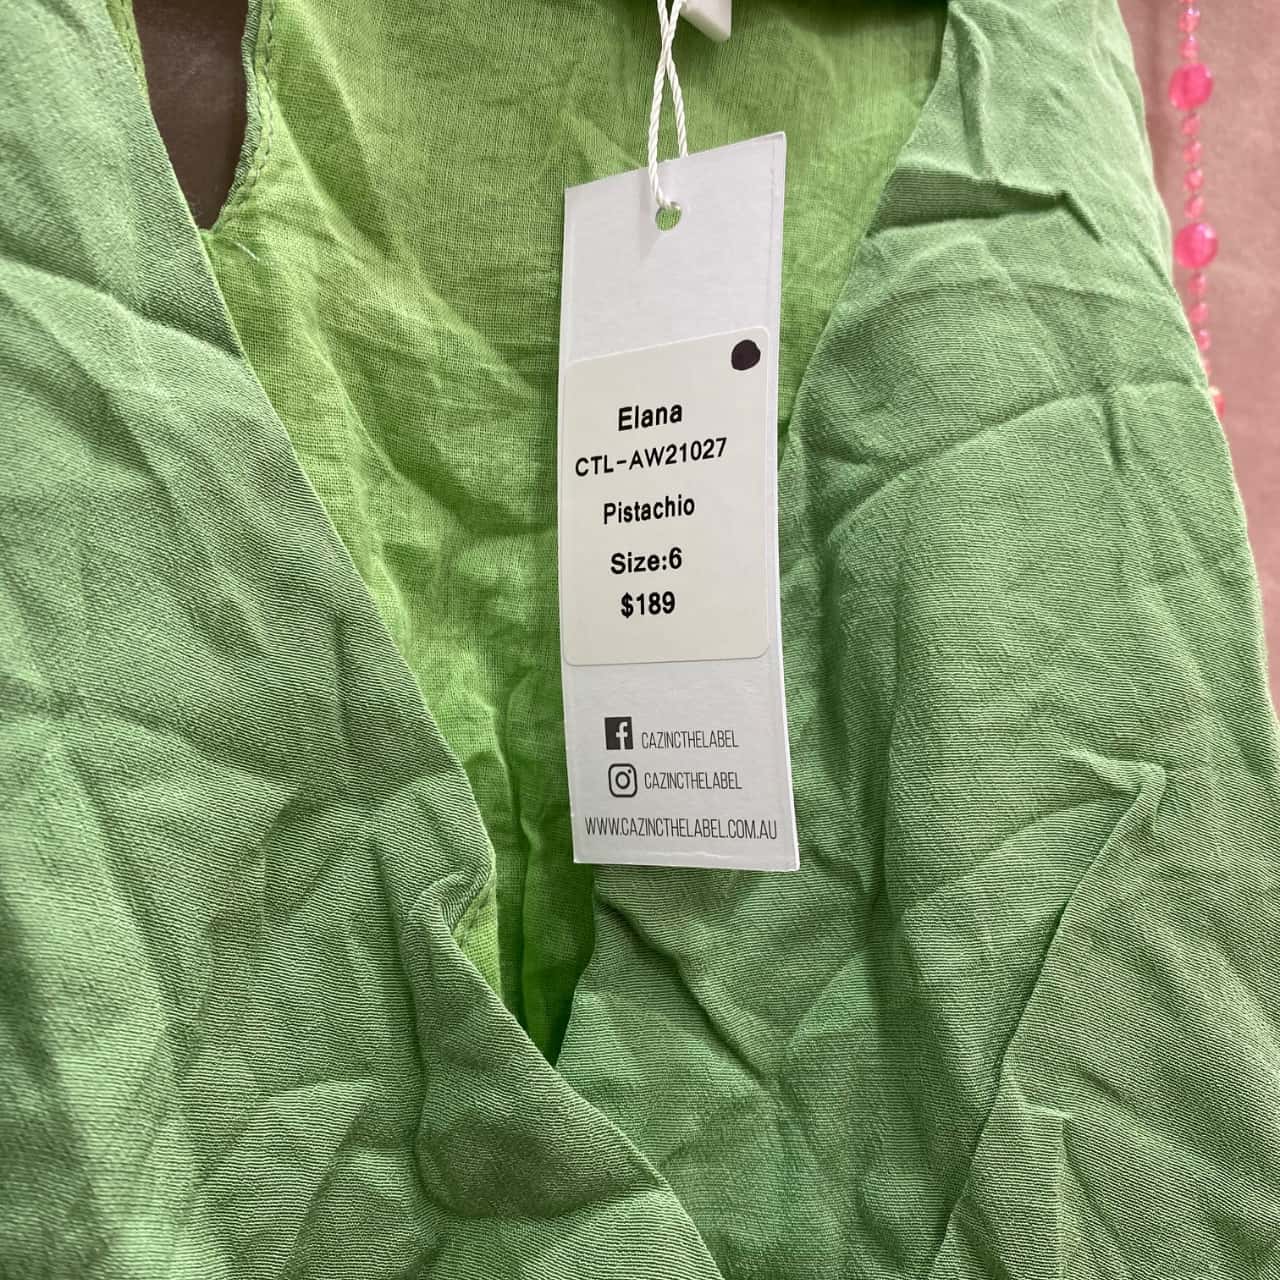 Elana
CTL-AW21027
Pistachio
Size:6
$189
CAZINCTHELABEL
CAZINCTHELABEL
WWW.CAZINCTHELABEL.COM.AU